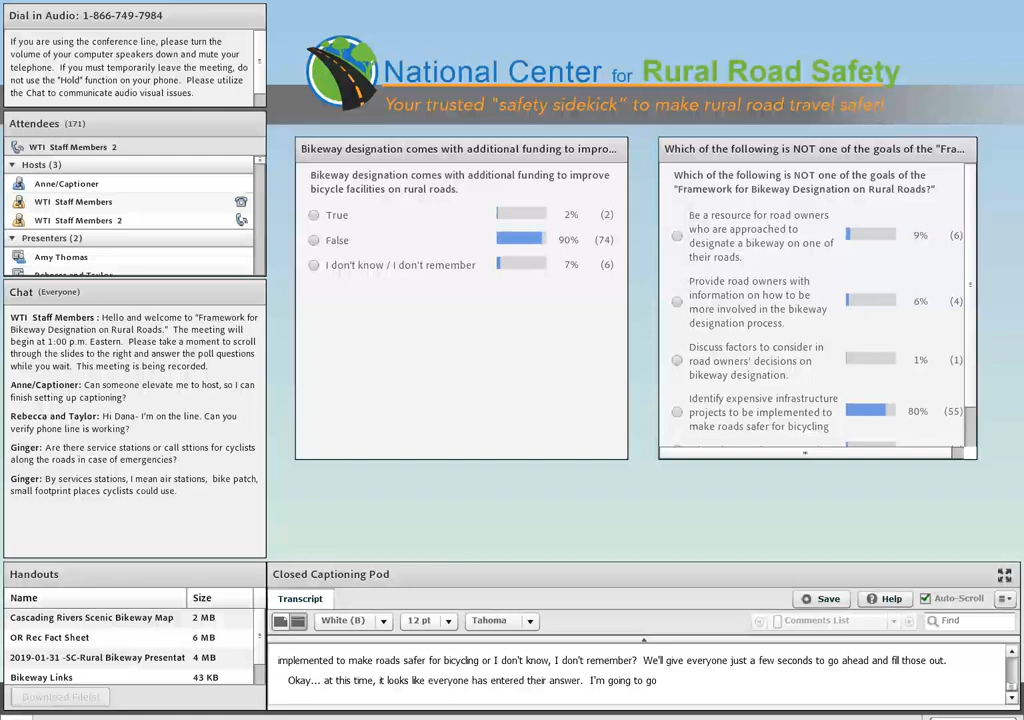 Dial in Audio: 1-866-749-7984
If you are using the conference line, please turn the
volume of your computer speakers down and mute your
telephone. If you must temporarily leave the meeting, do
not use the "Hold" function on your phone. Please utilize
the Chat to communicate audio visual issues.
Attendees (171)
WTI Staff Members 2
Hosts (3)
Anne/Captioner
WTI Staff Members
WTI Staff Members 2
Presenters (2)
Amy Thomas
Rebecca and Taylor
Chat (Everyone)
WTI Staff Members : Hello and welcome to "Framework for
Bikeway Designation on Rural Roads." The meeting will
begin at 1:00 p.m. Eastern. Please take a moment to scroll
through the slides to the right and answer the poll questions
while you wait. This meeting is being recorded.
Anne/Captioner: Can someone elevate me to host, so I can
finish setting up captioning?
Rebecca and Taylor: Hi Dana- I'm on the line. Can you
verify phone line is working?
Ginger: Are there service stations or call sttions for cyclists
along the roads in case of emergencies?
Ginger: By services stations, I mean air stations, bike patch,
small footprint places cyclists could use.
Handouts
Name Size
Cascading Rivers Scenic Bikeway Map 2 MB
OR Rec Fact Sheet 6 MB
2019-01-31 -SC-Rural Bikeway Presentat 4 MB
Bikeway Links 43 KB
Download File(s)
National Center for Rural Road Safety
Your trusted "safety sidekick" to make rural road travel safer!
Bikeway designation comes with additional funding to impro...
Bikeway designation comes with additional funding to improve
bicycle facilities on rural roads.
True 2% (2)
False 90% (74)
I don't know / I don't remember 7% (6)
Which of the following is NOT one of the goals of the "Fra...
Which of the following is NOT one of the goals of the
"Framework for Bikeway Designation on Rural Roads?"
Be a resource for road owners
who are approached to
designate a bikeway on one of
their roads.
9% (6)
Provide road owners with
information on how to be
more involved in the bikeway
designation process.
6% (4)
Discuss factors to consider in
road owners' decisions on
bikeway designation.
1% (1)
Identify expensive infrastructure
projects to be implemented to
make roads safer for bicycling
80% (55)
Closed Captioning Pod
Transcript
Save
Help
Auto-Scroll
White (B)
12 pt
Tahoma
Comments List
Find
implemented to make roads safer for bicycling or I don't know, I don't remember? We'll give everyone just a few seconds to go ahead and fill those out.
Okay... at this time, it looks like everyone has entered their answer. I'm going to go